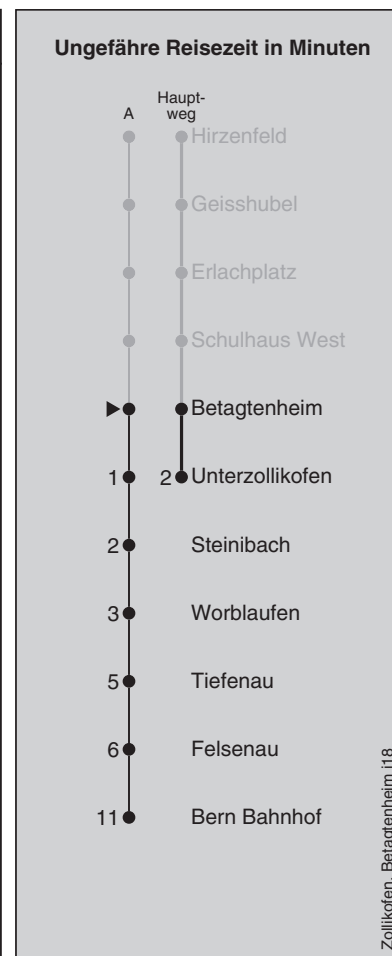 Ungefähre Reisezeit in Minuten
A
Haupt-
weg
Hirzenfeld
Geisshubel
Erlachplatz
Schulhaus West
Betagtenheim
1 2 Unterzollikofen
2 Steinibach
3 Worblaufen
5 Tiefenau
6 Felsenau
11 Bern Bahnhof
Zollikofen, Betagtenheim i18